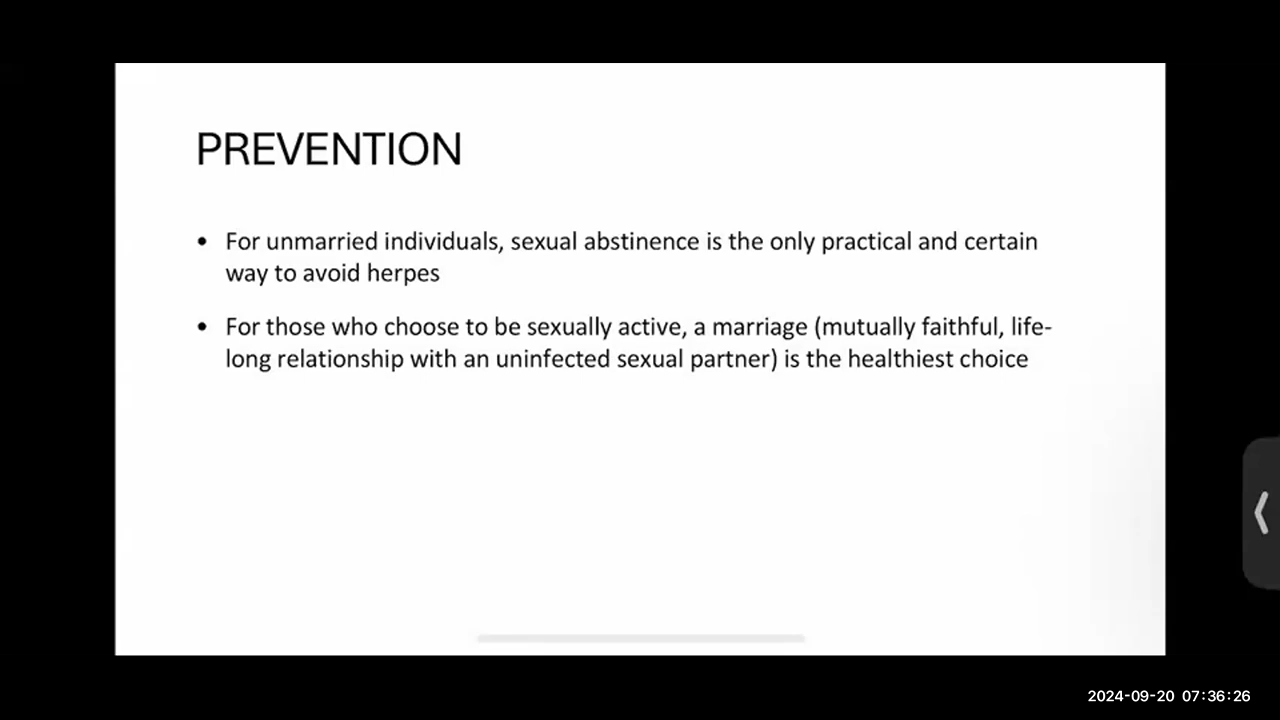 PREVENTION
• For unmarried individuals, sexual abstinence is the only practical and certain
way to avoid herpes
• For those who choose to be sexually active, a marriage (mutually faithful, life-
long relationship with an uninfected sexual partner) is the healthiest choice
2024-09-20 07:36:26